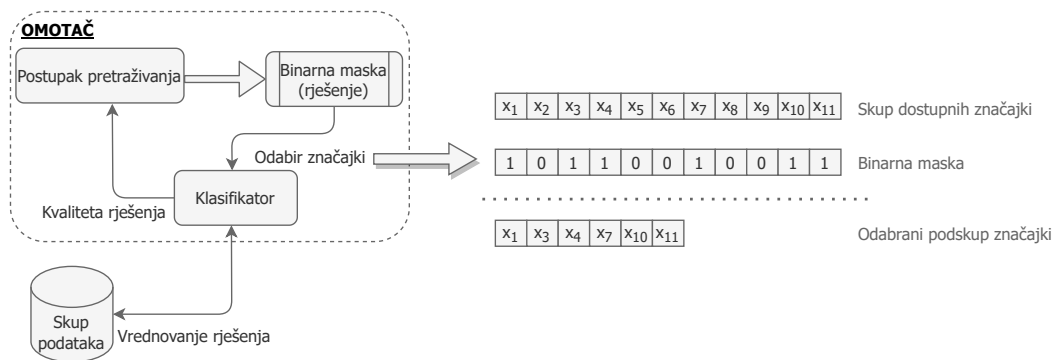 OMOTAČ
Postupak pretraživanja
Binarna maska
(rješenje)
Odabir značajki
Klasifikator
Kvaliteta rješenja
Skup
podataka
Vrednovanje rješenja
x1 x2 x3 x4 x5 x6 x7 x8 x9 x10 x11 Skup dostupnih značajki
1 0 1 1 0 0 1 0 0 1 1 Binarna maska
x1 x3 x4 x7 x10 x11 Odabrani podskup značajki